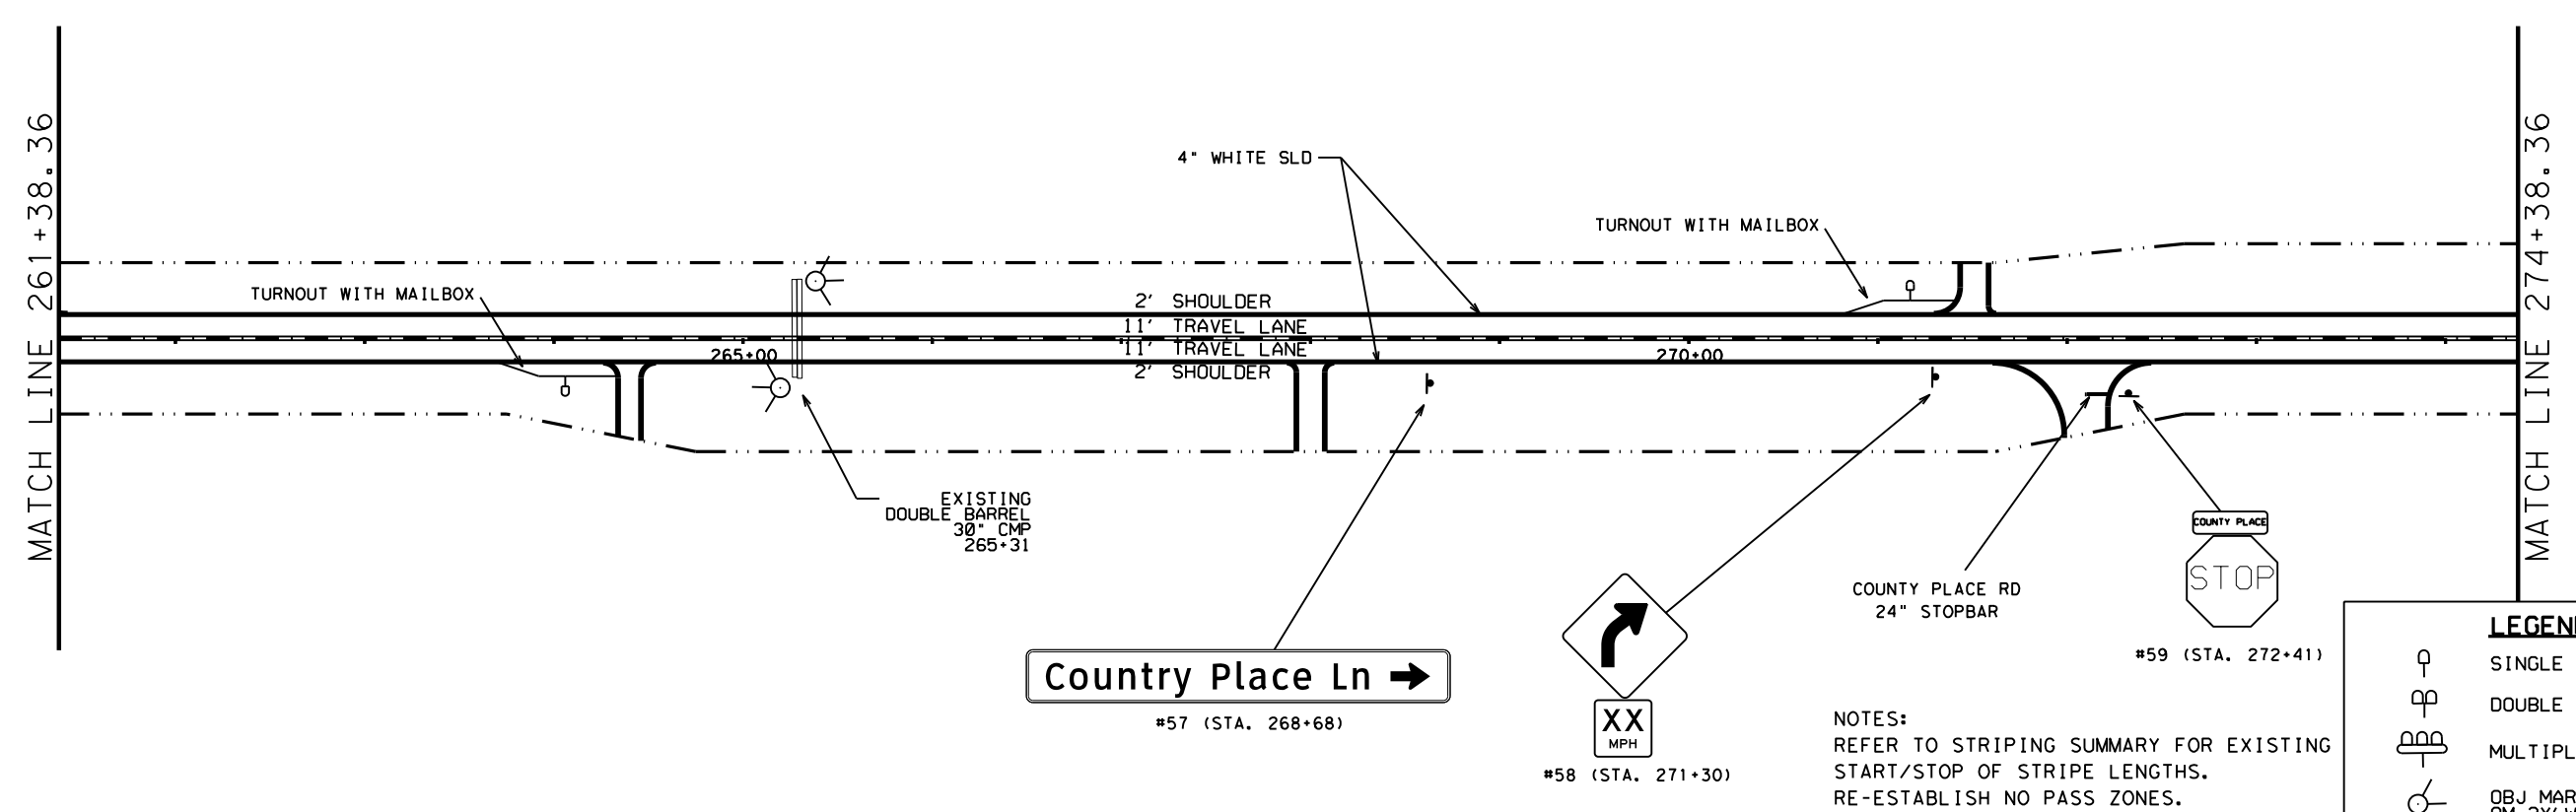 MATCH LINE 261+38.36
4" WHITE SLD
TURNOUT WITH MAILBOX
TURNOUT WITH MAILBOX
2' SHOULDER
11' TRAVEL LANE
11' TRAVEL LANE
2' SHOULDER
265+00
270+00
MATCH LINE 274+38.36
EXISTING
DOUBLE BARREL
30" CMP
265+31
Country Place Ln
#57 (STA. 268+68)
XX
MPH
#58 (STA. 271+30)
COUNTY PLACE RD
24" STOPBAR
COUNTY PLACE
STOP
#59 (STA. 272+41)
NOTES:
REFER TO STRIPING SUMMARY FOR EXISTING
START/STOP OF STRIPE LENGTHS.
RE-ESTABLISH NO PASS ZONES.
LEGEN
SINGLE
DOUBLE
MULTIPL
OBJ MAR